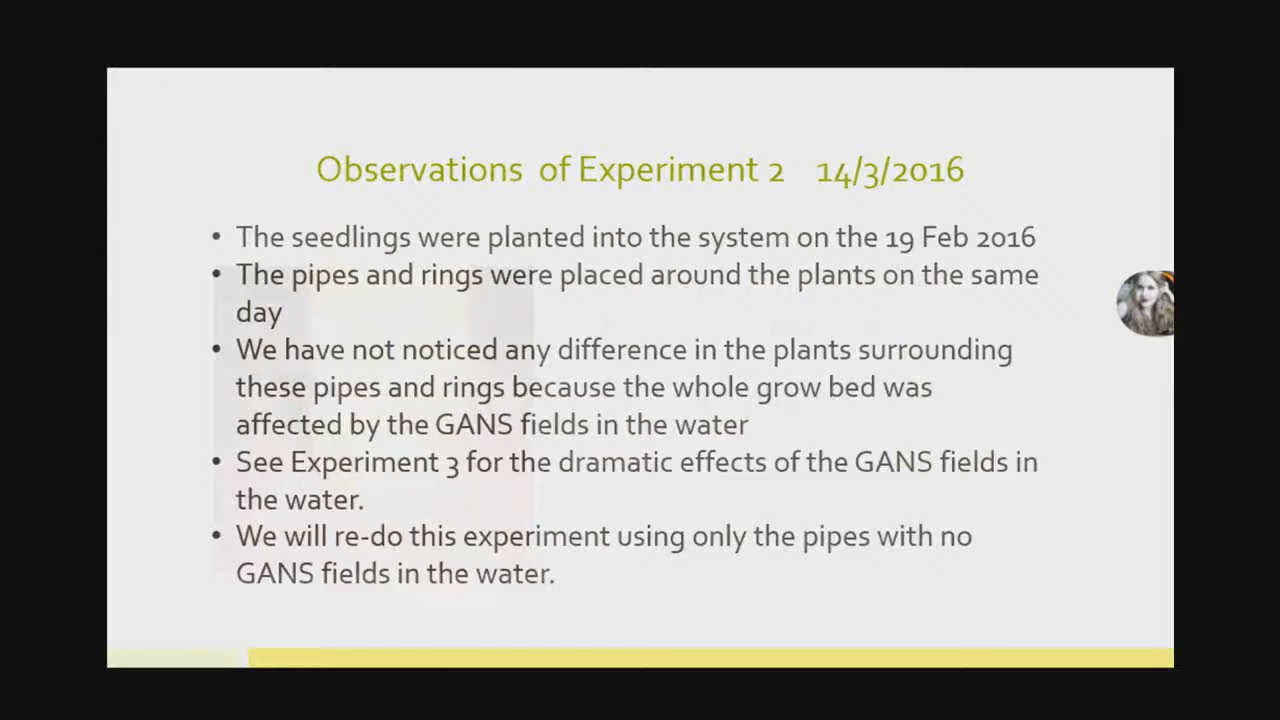 Observations of Experiment 2 14/3/2016
• The seedlings were planted into the system on the 19 Feb 2016
• The pipes and rings were placed around the plants on the same
day
• We have not noticed any difference in the plants surrounding
these pipes and rings because the whole grow bed was
affected by the GANS fields in the water
• See Experiment 3 for the dramatic effects of the GANS fields in
the water.
• We will re-do this experiment using only the pipes with no
GANS fields in the water.